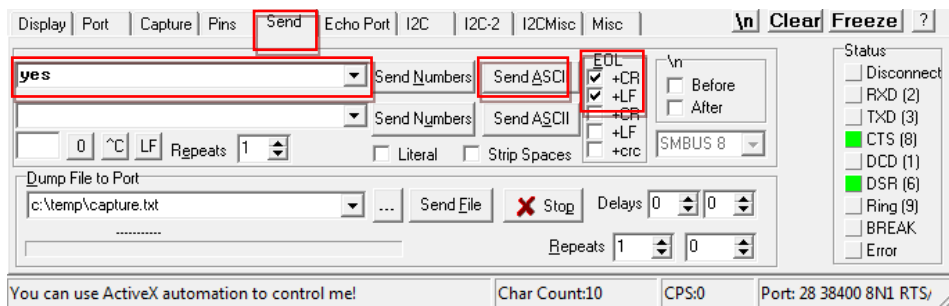 Display Port Capture Pins Send Echo Port I2C I2C-2 I2CMisc Misc \n Clear Freeze ?
EOL \n Status
yes Send Numbers Send ASCI +CR Before Disconnect
+LF After RXD (2)
Send Numbers Send ASCII +CR TXD (3)
+LF SMBUS 8 CTS (8)
0 ^C LF Repeats 1 Literal Strip Spaces +crc DCD (1)
Dump File to Port DSR (6)
c:\temp\capture.txt ... Send File Stop Delays 0 0 Ring (9)
----------- BREAK
Repeats 1 0 Error
You can use ActiveX automation to control me! Char Count:10 CPS:0 Port: 28 38400 8N1 RTS/